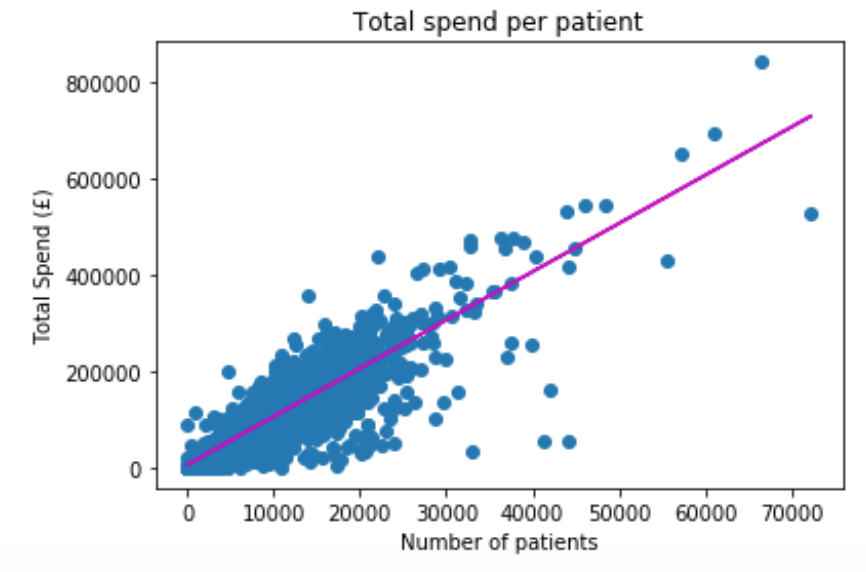 Total spend per patient
800000
600000
400000
200000
0
Total Spend (£)
0 10000 20000 30000 40000 50000 60000 70000
Number of patients